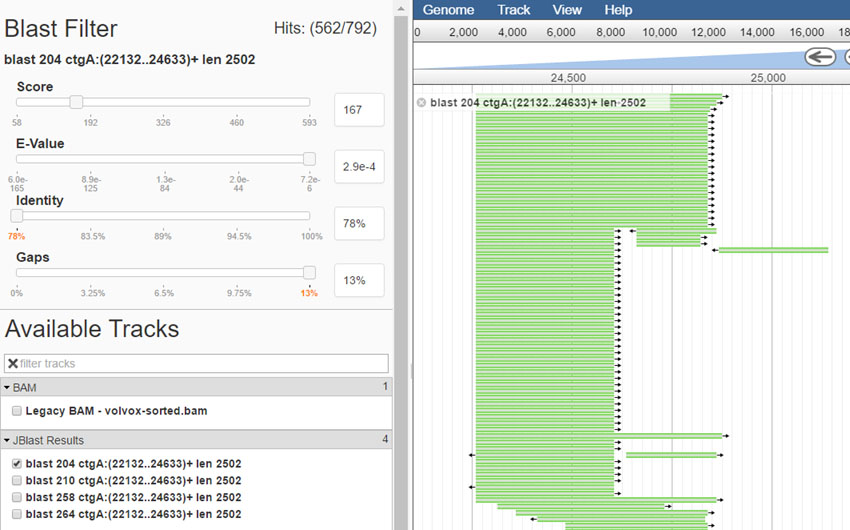 Blast Filter
Hits: (562/792)
blast 204 ctgA:(22132..24633)+ len 2502
Score
167
58 192 326 460 593
E-Value
2.9e-4
6.0e-165 8.9e-125 1.3e-84 2.0e-44 7.2e-6
Identity
78%
78% 83.5% 89% 94.5% 100%
Gaps
13%
0% 3.25% 6.5% 9.75% 13%
Available Tracks
filter tracks
BAM 1
Legacy BAM - volvox-sorted.bam
JBlast Results 4
blast 204 ctgA:(22132..24633)+ len 2502
blast 210 ctgA:(22132..24633)+ len 2502
blast 258 ctgA:(22132..24633)+ len 2502
blast 264 ctgA:(22132..24633)+ len 2502
Genome Track View Help
0 2,000 4,000 6,000 8,000 10,000 12,000 14,000 16,000 18
24,500 25,000
blast 204 ctgA:(22132..24633)+ len-2502